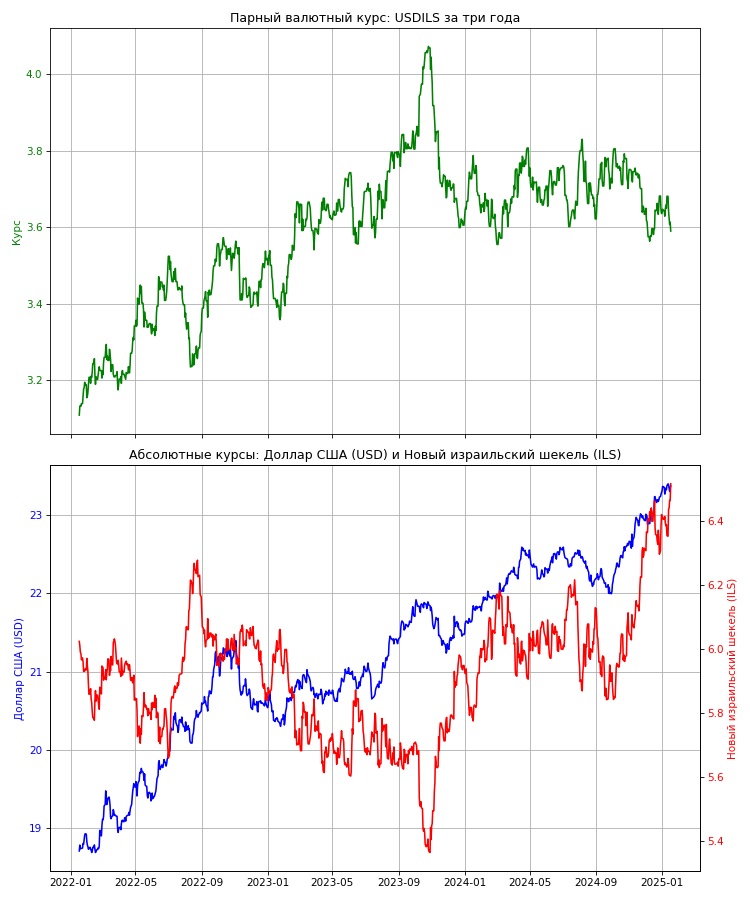 Парный валютный курс: USDILS за три года
4.0
3.8
3.6
3.4
3.2
Курс
Абсолютные курсы: Доллар США (USD) и Новый израильский шекель (ILS)
23
22
21
20
19
Доллар США (USD)
6.4
6.2
6.0
5.8
5.6
5.4
Новый израильский шекель (ILS)
2022-01 2022-05 2022-09 2023-01 2023-05 2023-09 2024-01 2024-05 2024-09 2025-01